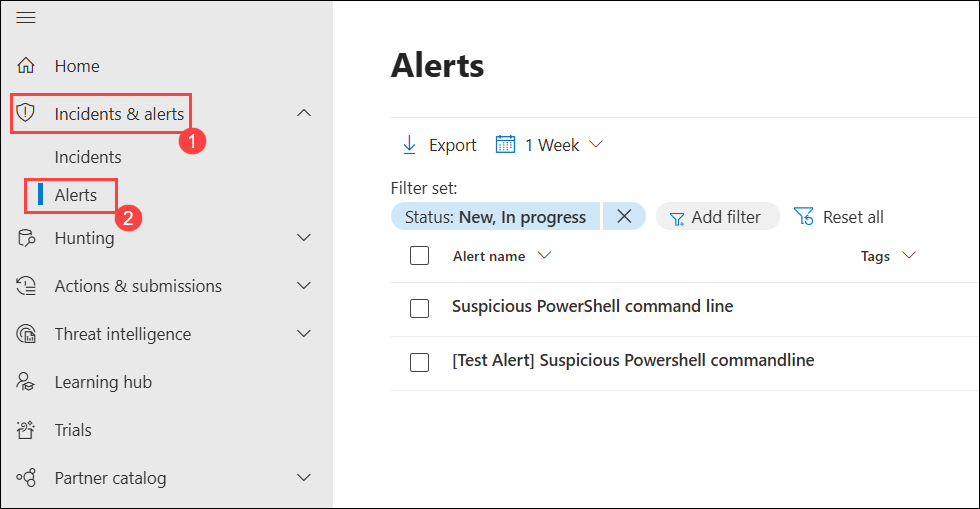 Home
Incidents & alerts
1
Incidents
Alerts
2
Hunting
Actions & submissions
Threat intelligence
Learning hub
Trials
Partner catalog
Alerts
Export 1 Week
Filter set:
Status: New, In progress Add filter Reset all
Alert name Tags
Suspicious PowerShell command line
[Test Alert] Suspicious Powershell commandline